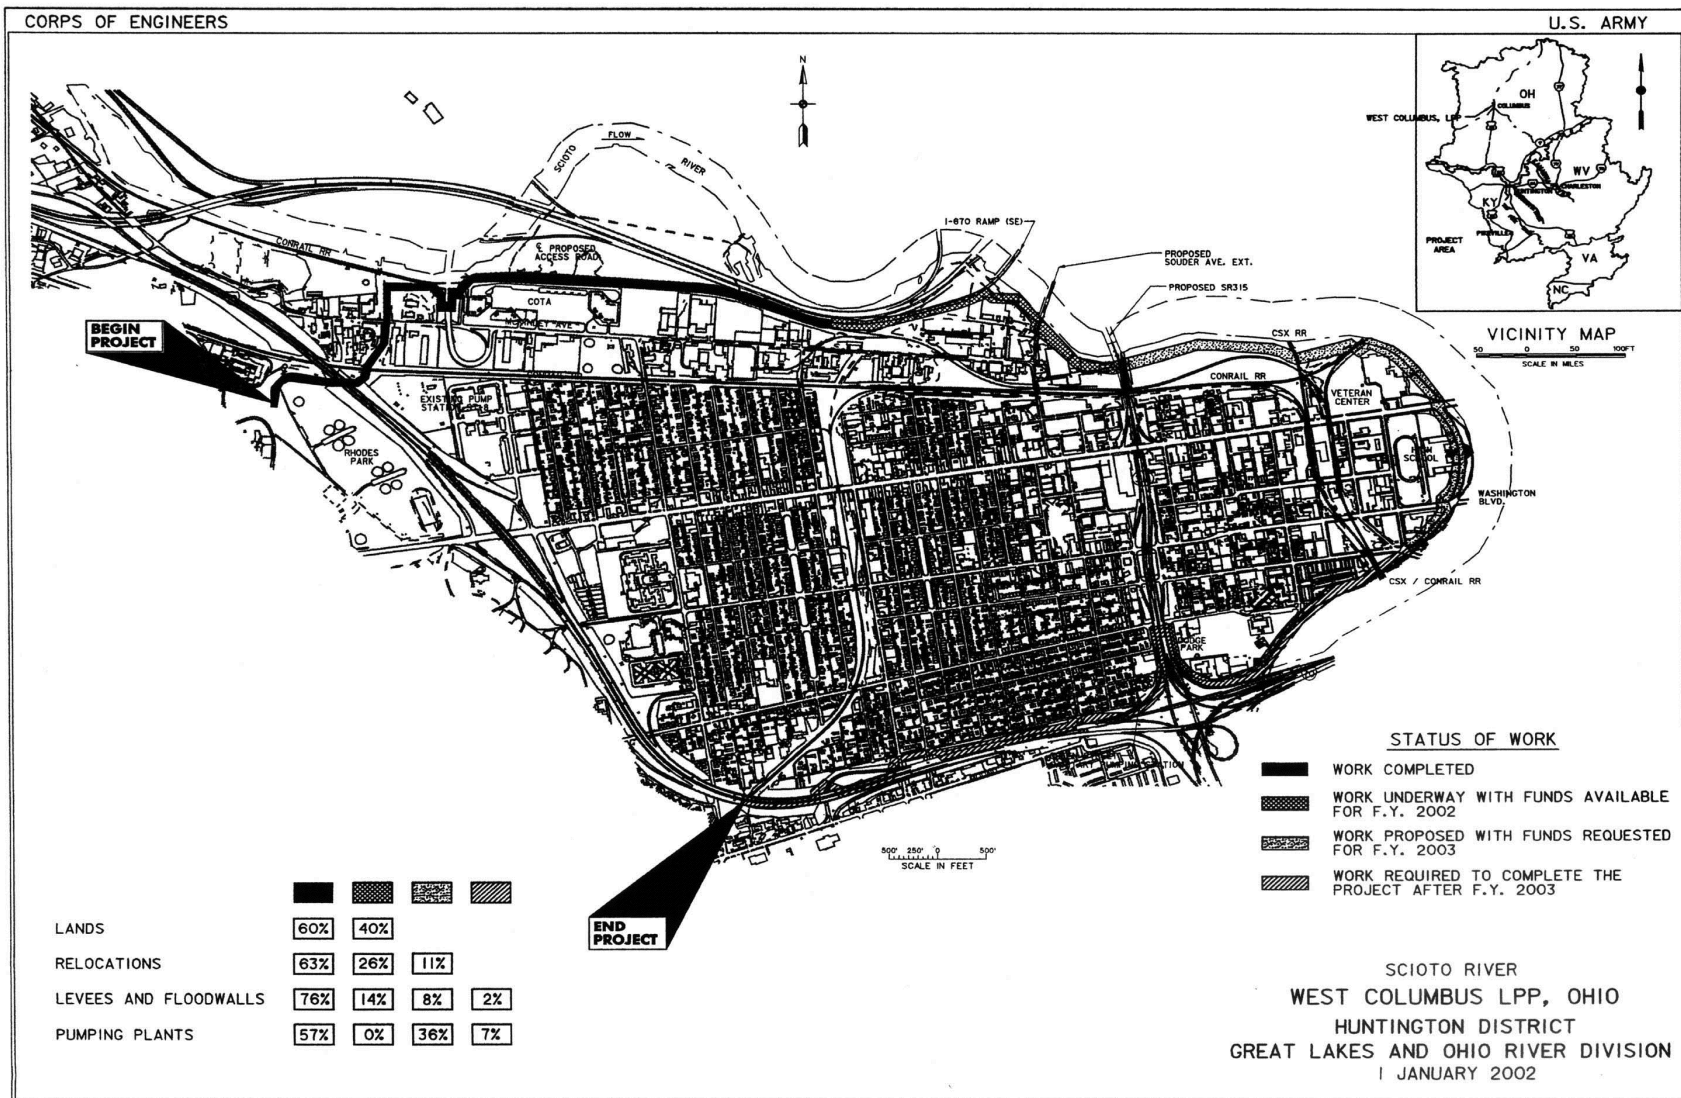 CORPS OF ENGINEERS
U.S. ARMY
N
SCIOTO
FLOW
RIVER
I-670 RAMP (SE)
PROPOSED
SOUDER AVE. EXT.
PROPOSED SR315
CONRAIL RR
℄ PROPOSED
ACCESS ROAD
COTA
MCKINLEY AVE
CSX RR
CONRAIL RR
VETERAN
CENTER
HIGH
SCHOOL
WASHINGTON
BLVD.
CSX / CONRAIL RR
DODGE
PARK
BEGIN
PROJECT
EXISTING PUMP
RHODES
PARK
END
PROJECT
500' 250' 0 500'
SCALE IN FEET
OH
COLUMBUS
WEST COLUMBUS, LPP
WV
HUNTINGTON
CHARLESTON
KY
PIKEVILLE
PROJECT
AREA
VA
NC
VICINITY MAP
50 0 50 100FT
SCALE IN MILES
STATUS OF WORK
WORK COMPLETED
WORK UNDERWAY WITH FUNDS AVAILABLE
FOR F.Y. 2002
WORK PROPOSED WITH FUNDS REQUESTED
FOR F.Y. 2003
WORK REQUIRED TO COMPLETE THE
PROJECT AFTER F.Y. 2003
LANDS 60% 40%
RELOCATIONS 63% 26% 11%
LEVEES AND FLOODWALLS 76% 14% 8% 2%
PUMPING PLANTS 57% 0% 36% 7%
SCIOTO RIVER
WEST COLUMBUS LPP, OHIO
HUNTINGTON DISTRICT
GREAT LAKES AND OHIO RIVER DIVISION
1 JANUARY 2002